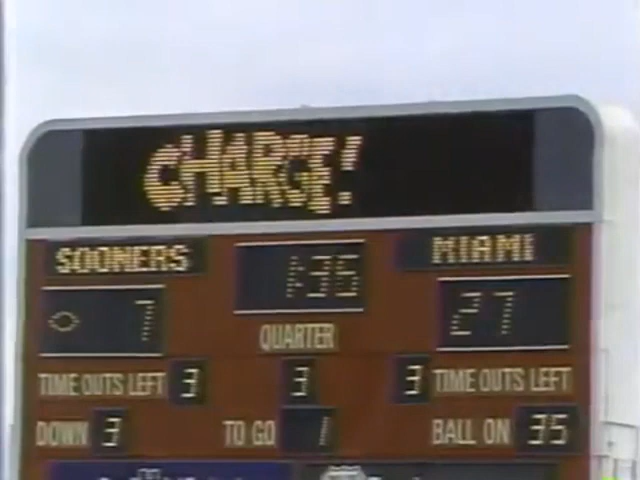 CHARGE!
SOONERS 1:36 MIAMI
7 27
QUARTER
TIME OUTS LEFT 3 3 3 TIME OUTS LEFT
DOWN 3 TO GO 1 BALL ON 35